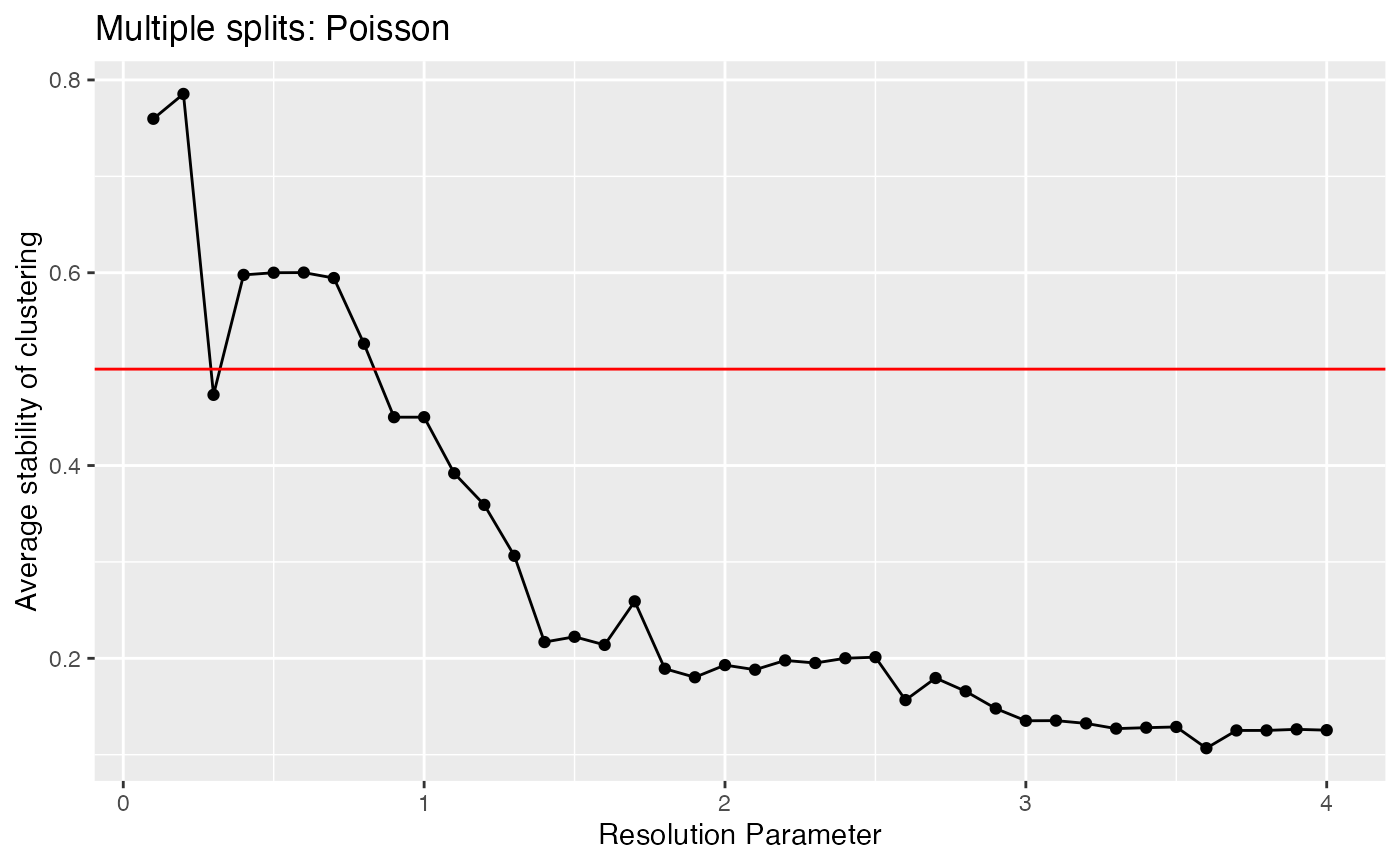 Multiple splits: Poisson
Average stability of clustering
0.8
0.6
0.4
0.2
0 1 2 3 4
Resolution Parameter